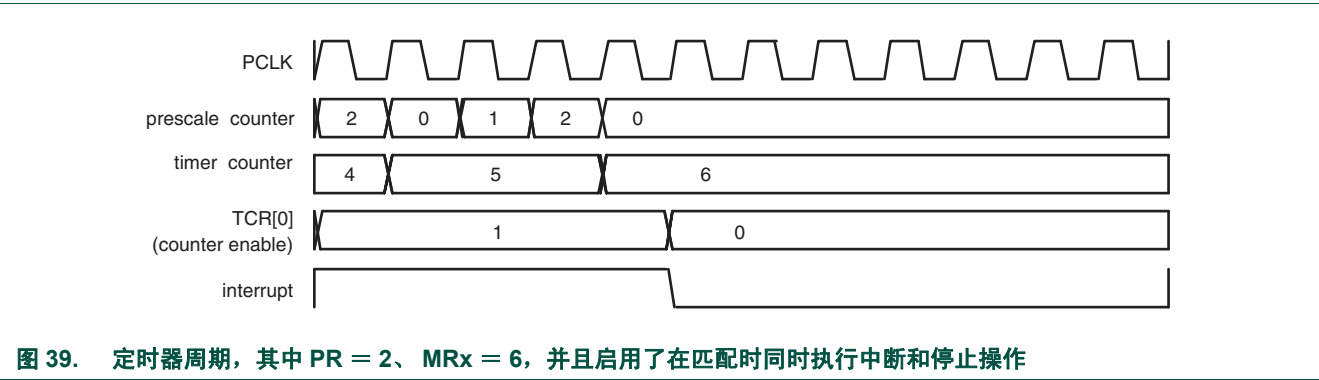 PCLK
prescale counter 2 0 1 2 0
timer counter 4 5 6
TCR[0]
(counter enable) 1 0
interrupt
图 39. 定时器周期，其中 PR ＝ 2、 MRx ＝ 6，并且启用了在匹配时同时执行中断和停止操作